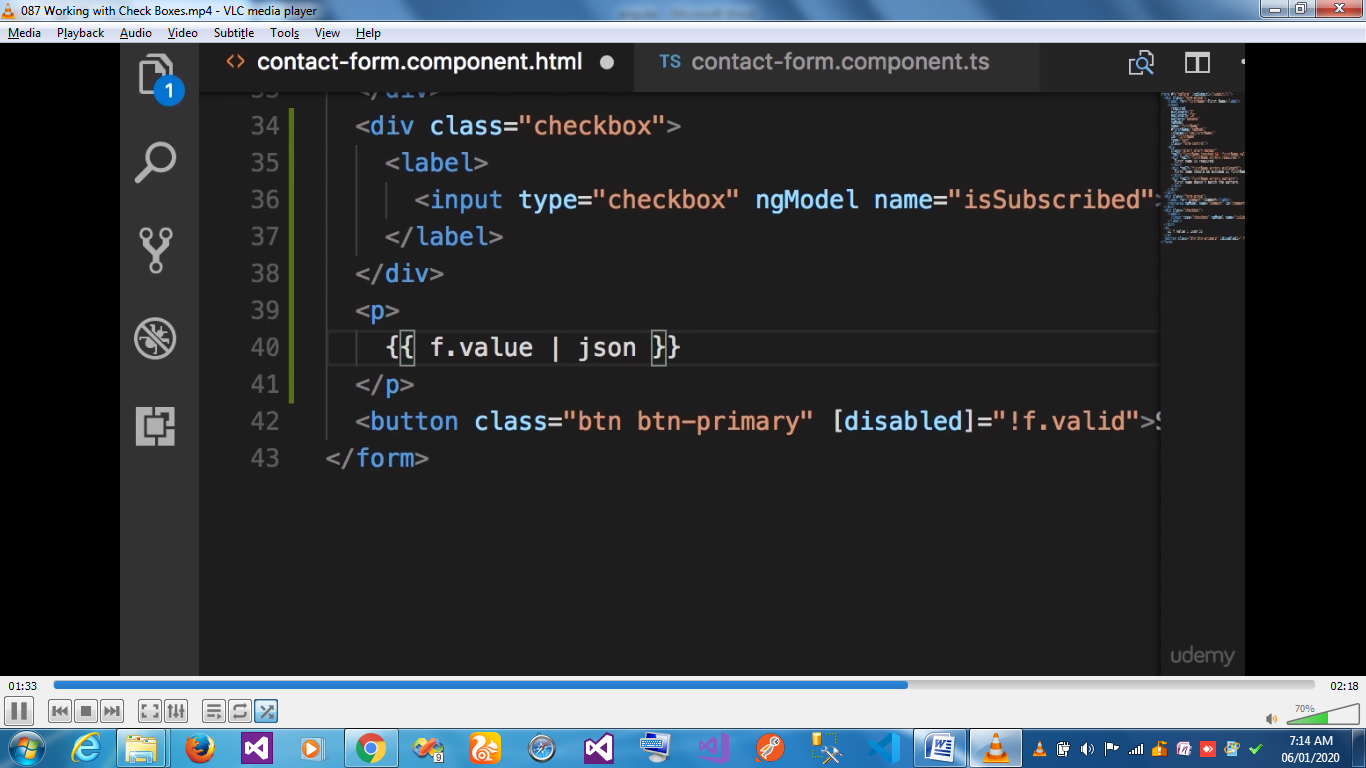 087 Working with Check Boxes.mp4 - VLC media player
Media Playback Audio Video Subtitle Tools View Help
1
<> contact-form.component.html
TS contact-form.component.ts
34 <div class="checkbox">
35 <label>
36 <input type="checkbox" ngModel name="isSubscribed">
37 </label>
38 </div>
39 <p>
40 {{ f.value | json }}
41 </p>
42 <button class="btn btn-primary" [disabled]="!f.valid">
43 </form>
udemy
01:33
02:18
70%
9
7:14 AM
06/01/2020